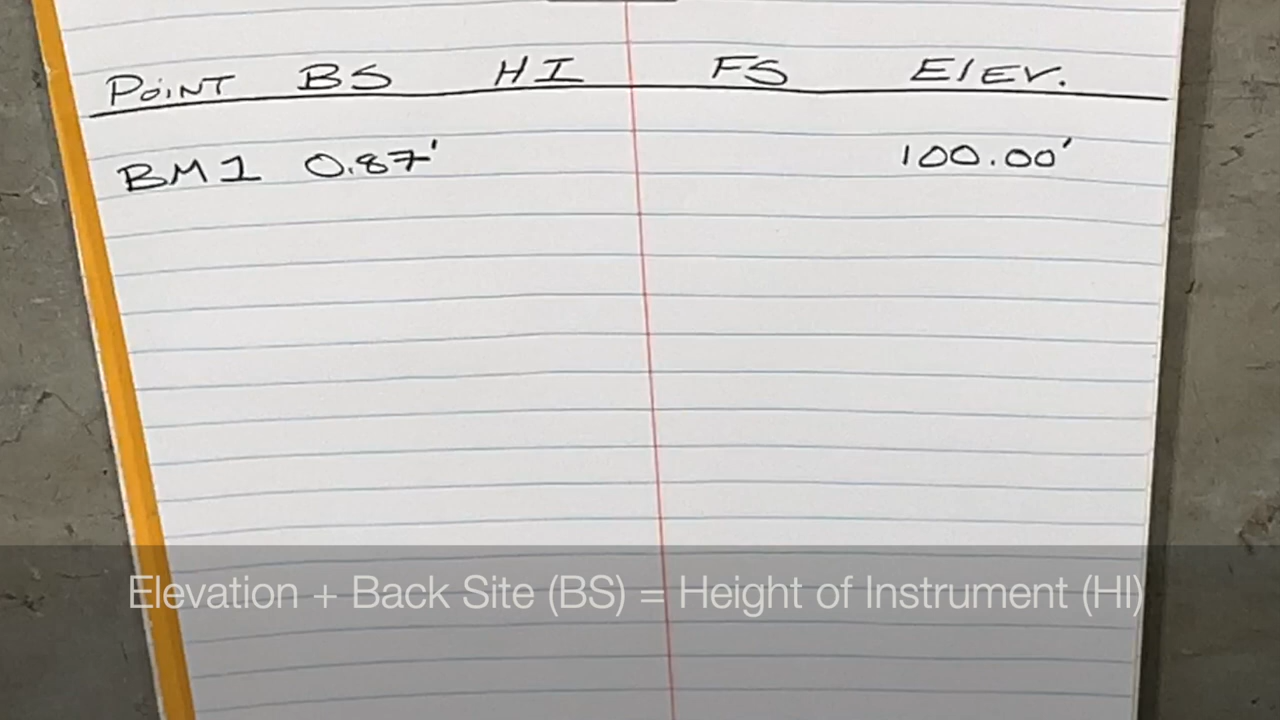 Point BS HI FS Elev.
BM1 0.87' 100.00'
Elevation + Back Site (BS) = Height of Instrument (HI)